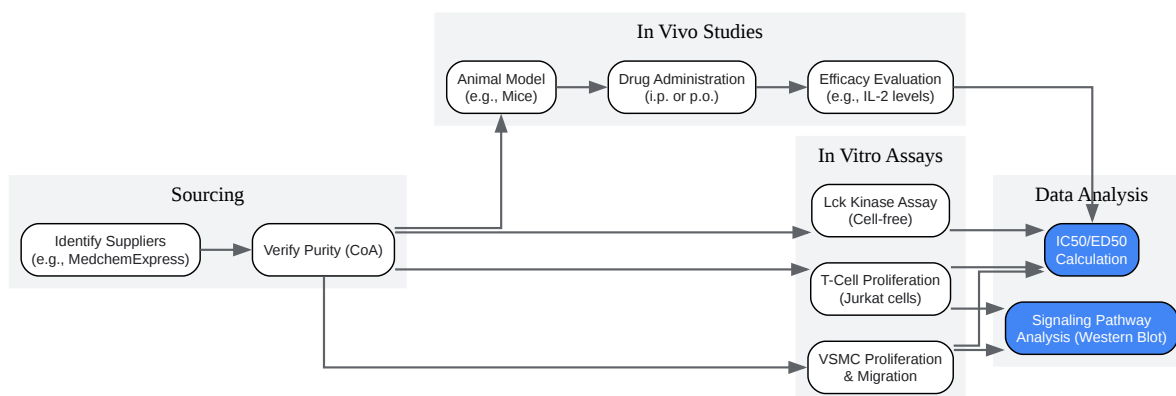 In Vivo Studies
Animal Model
(e.g., Mice)
Drug Administration
(i.p. or p.o.)
Efficacy Evaluation
(e.g., IL-2 levels)
In Vitro Assays
Sourcing
Data Analysis
Identify Suppliers
(e.g., MedchemExpress)
Verify Purity (CoA)
Lck Kinase Assay
(Cell-free)
IC50/ED50
Calculation
T-Cell Proliferation
(Jurkat cells)
Signaling Pathway
Analysis (Western Blot)
VSMC Proliferation
& Migration